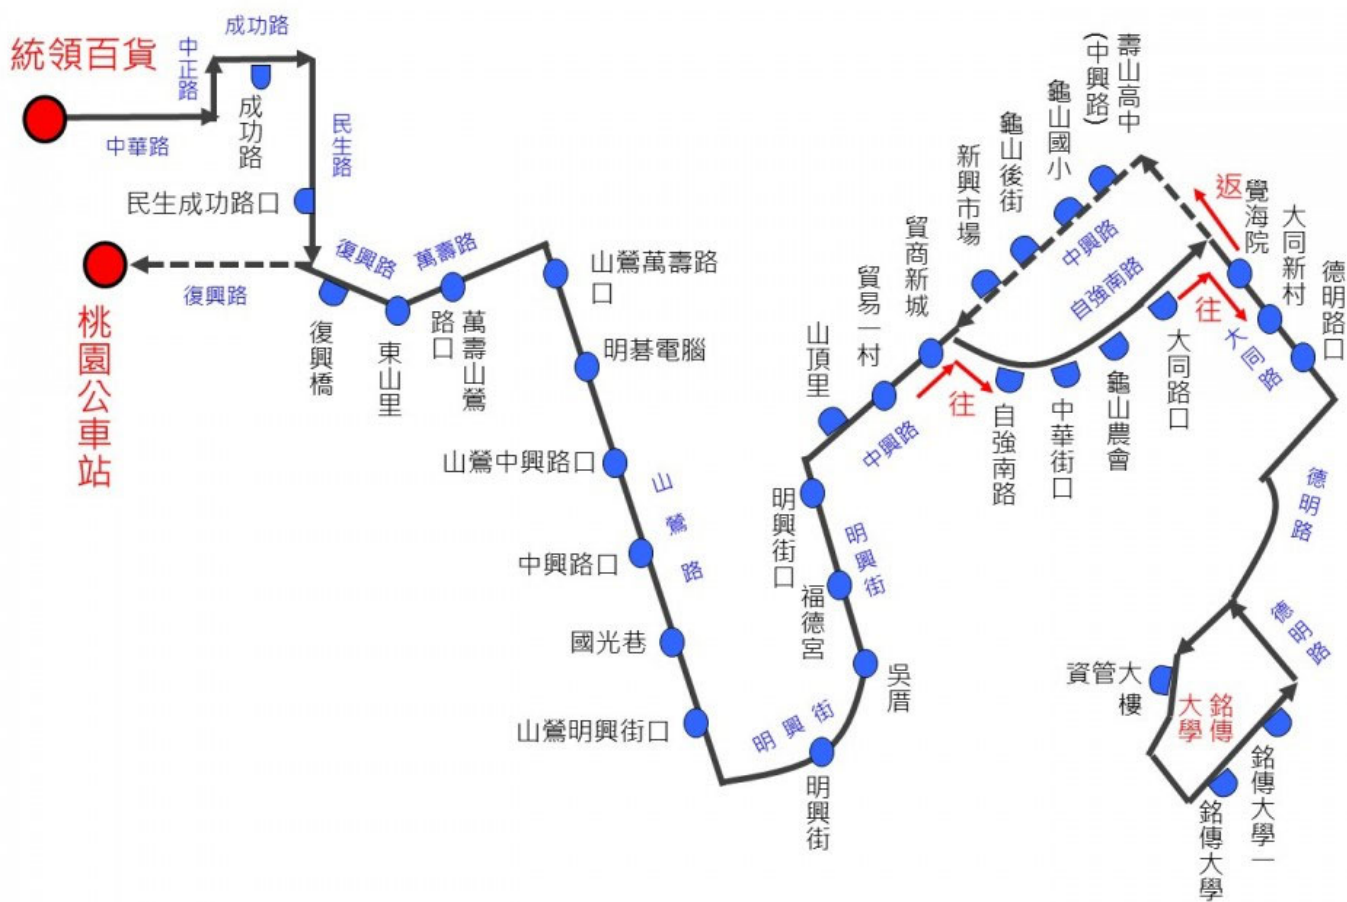 統領百貨
中華路
中正路
成功路
成功路
民生路
民生成功路口
復興路
桃園公車站
復興路
萬壽路
復興橋
東山里
萬壽山鶯
路口
山鶯萬壽路
口
明碁電腦
山鶯中興路口
中興路口
國光巷
山鶯明興街口
山鶯路
明興街
明興街
吳厝
福德宮
明興街口
明興街
山頂里
貿易一村
貿商新城
中興路
往
新興市場
龜山後街
龜山國小
壽山高中
(中興路)
中興路
自強南路
自強南路
中華街口
龜山農會
大同路口
往
返
覺海院
大同新村
德明路口
大同路
德明路
德明路
資管大
樓
銘傳
大學
銘傳大學一
銘傳大學